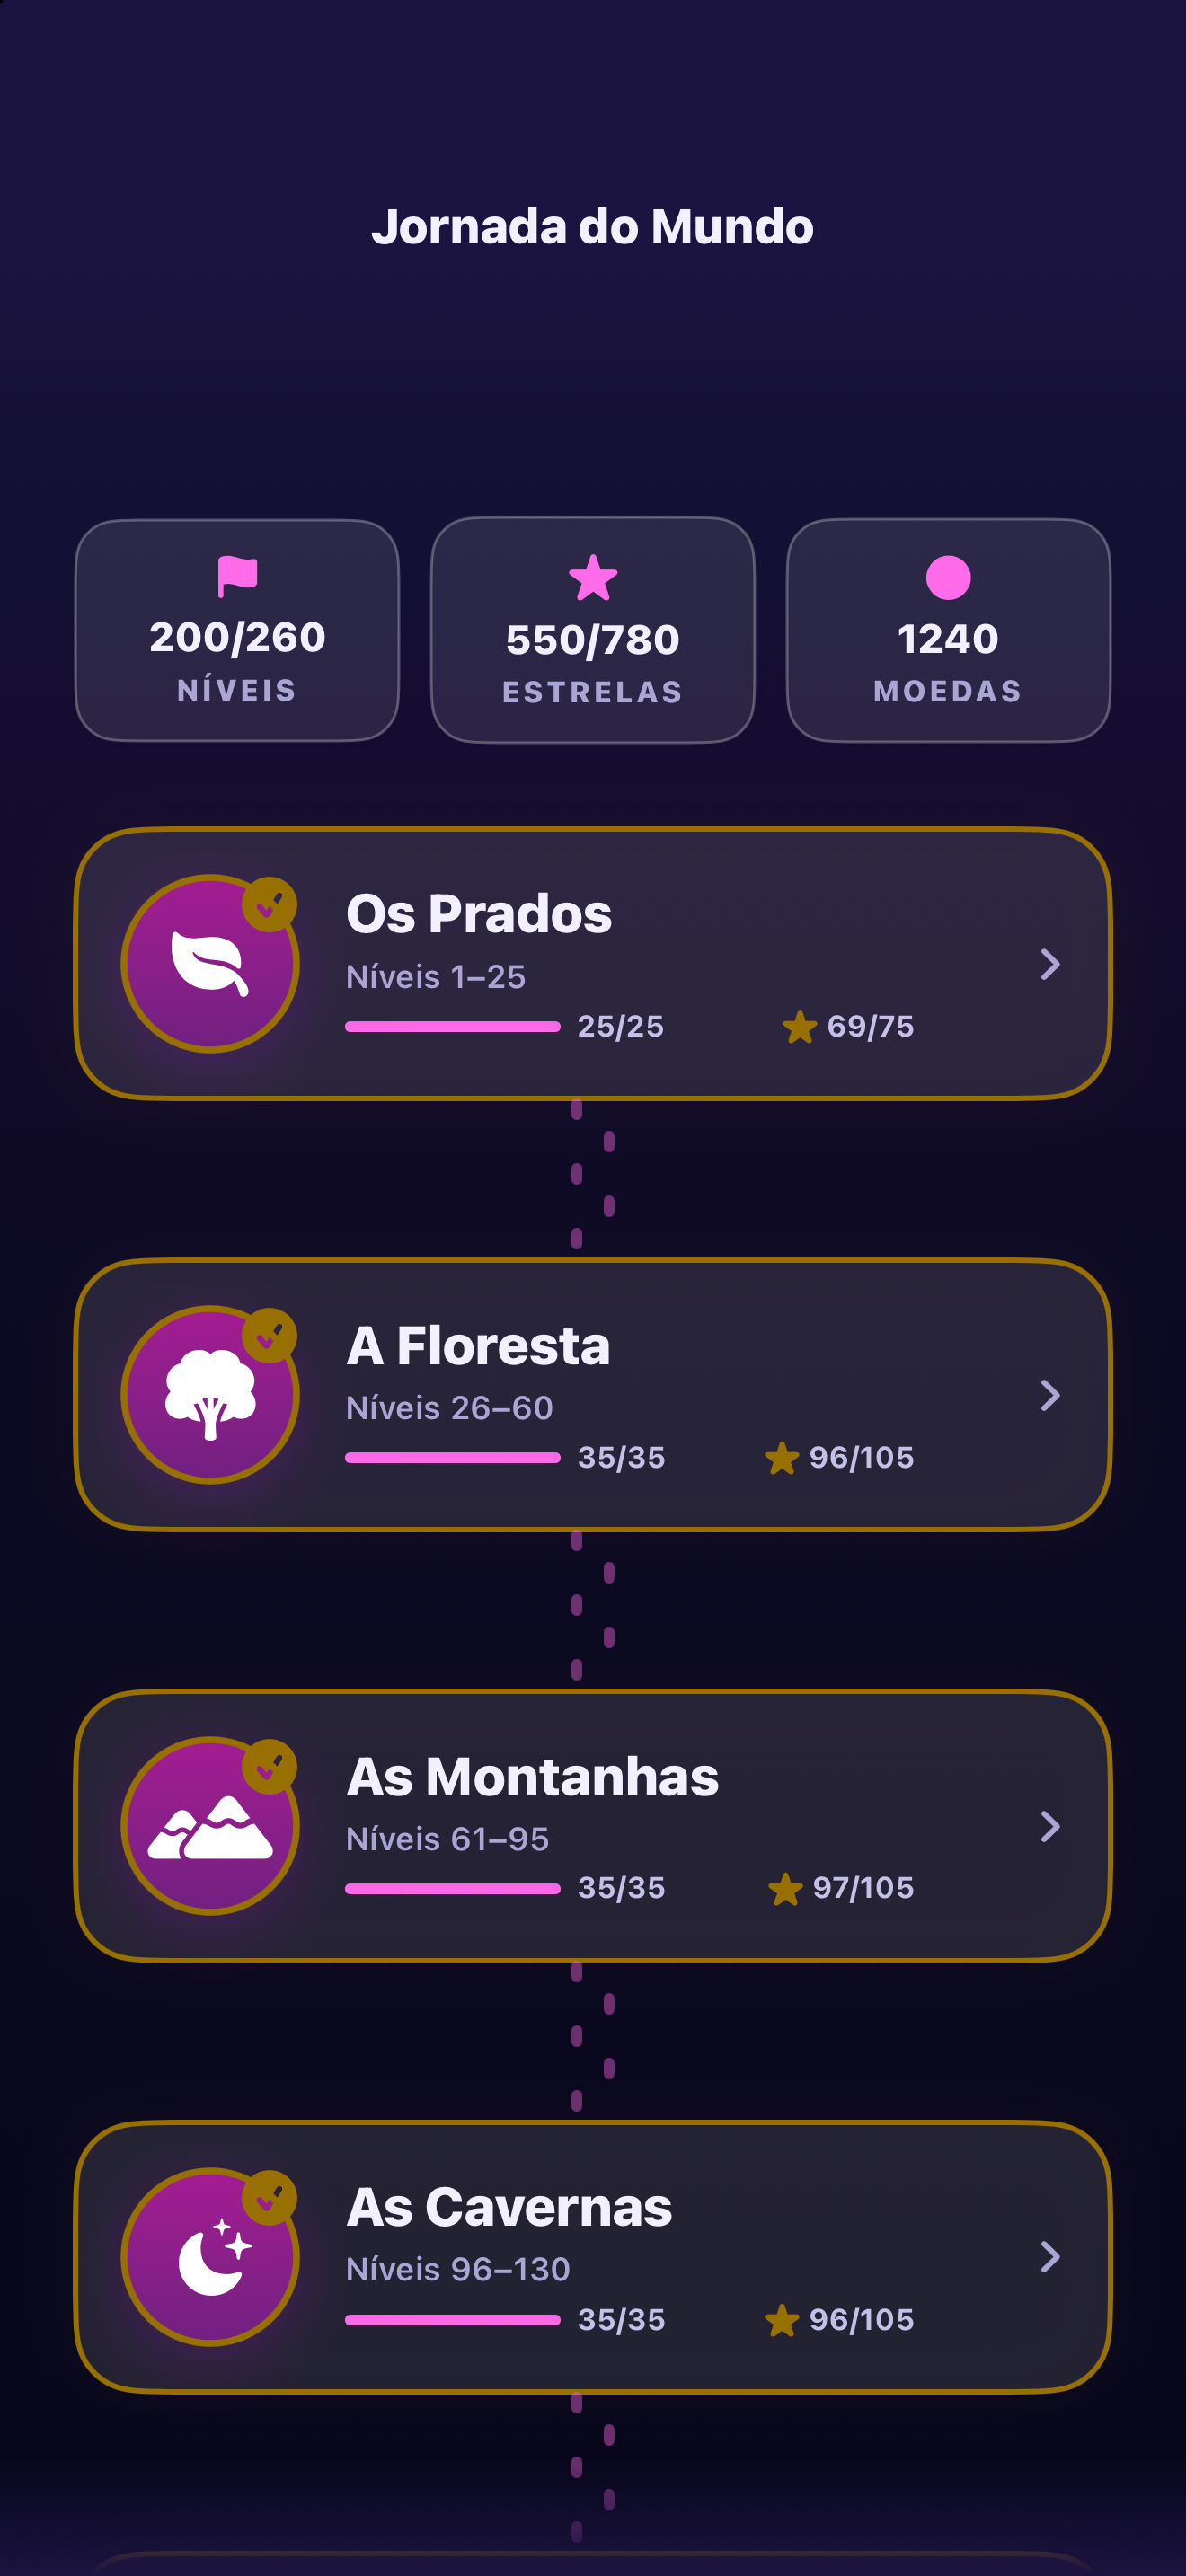 Jornada do Mundo
200/260
NÍVEIS
550/780
ESTRELAS
1240
MOEDAS
Os Prados
Níveis 1–25
25/25 69/75
A Floresta
Níveis 26–60
35/35 96/105
As Montanhas
Níveis 61–95
35/35 97/105
As Cavernas
Níveis 96–130
35/35 96/105